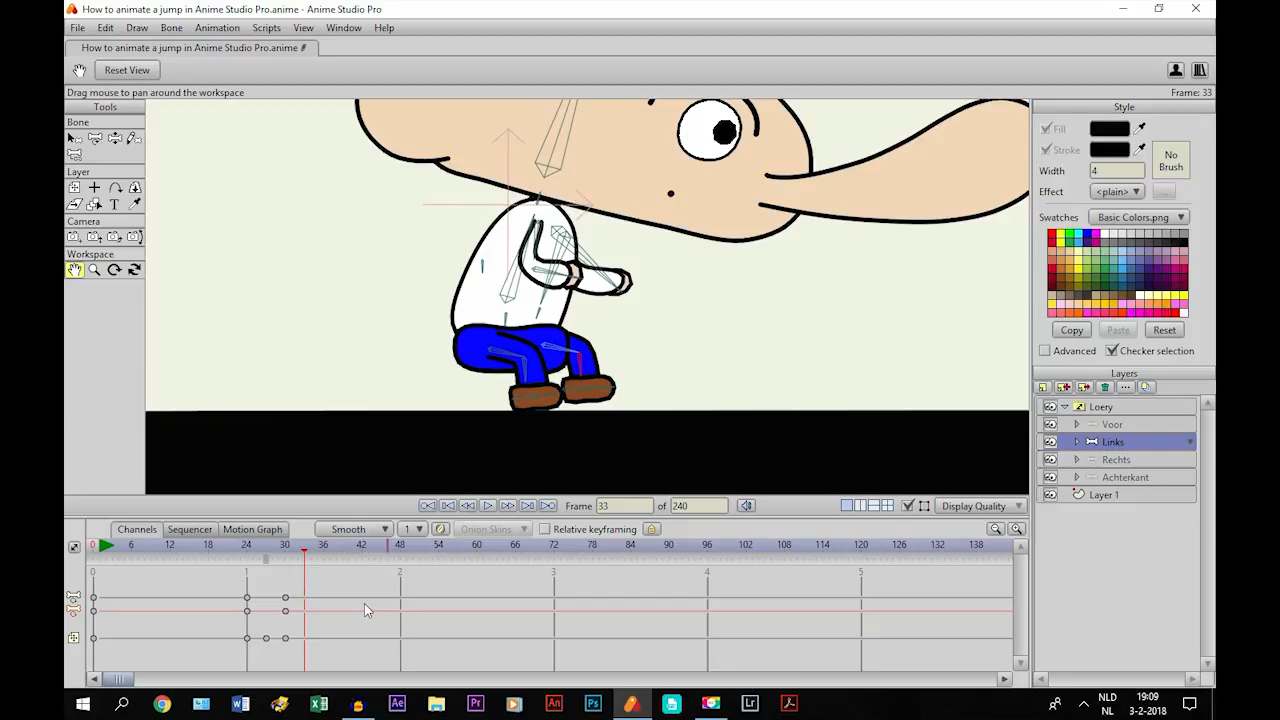 How to animate a jump in Anime Studio Pro.anime - Anime Studio Pro
File Edit Draw Bone Animation Scripts View Window Help
How to animate a jump in Anime Studio Pro.anime
Reset View
Drag mouse to pan around the workspace Frame: 33
Tools Style
Bone
Fill
Stroke
No Brush
Width 4
Layer
Effect <plain> ...
Swatches Basic Colors.png
Camera
Workspace
Copy Paste Reset
Advanced Checker selection
Layers
Loery
Voor
Links
Rechts
Achterkant
Layer 1
Frame 33 of 240 Display Quality
Channels Sequencer Motion Graph Smooth 1 Onion Skins Relative keyframing
0 6 12 18 24 30 36 42 48 54 60 66 72 78 84 90 96 102 108 114 120 126 132 138
0 1 2 3 4 5
NLD 19:09
NL 3-2-2018